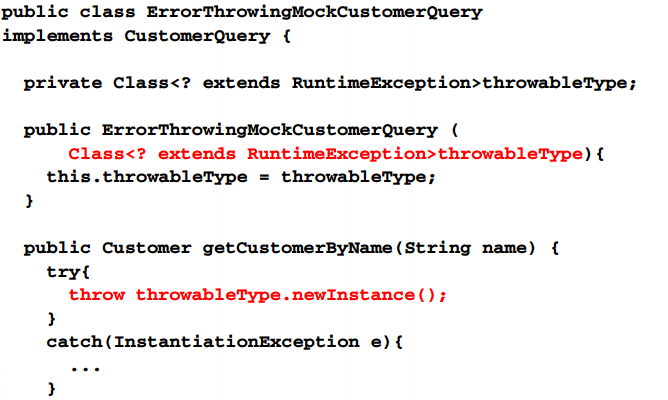 public class ErrorThrowingMockCustomerQuery
implements CustomerQuery {
private Class<? extends RuntimeException>throwableType;
public ErrorThrowingMockCustomerQuery (
Class<? extends RuntimeException>throwableType){
this.throwableType = throwableType;
}
public Customer getCustomerByName(String name) {
try{
throw throwableType.newInstance();
}
catch(InstantiationException e){
...
}